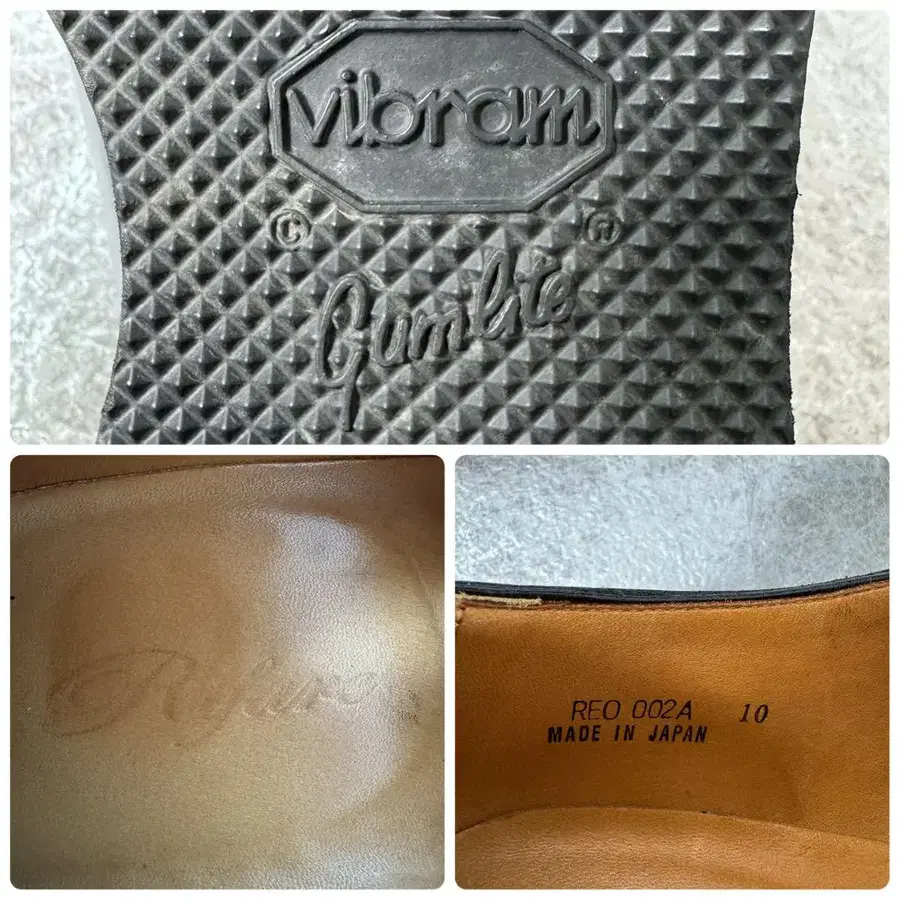 vibram
© ®
Gumlite
REO 002A 10
MADE IN JAPAN